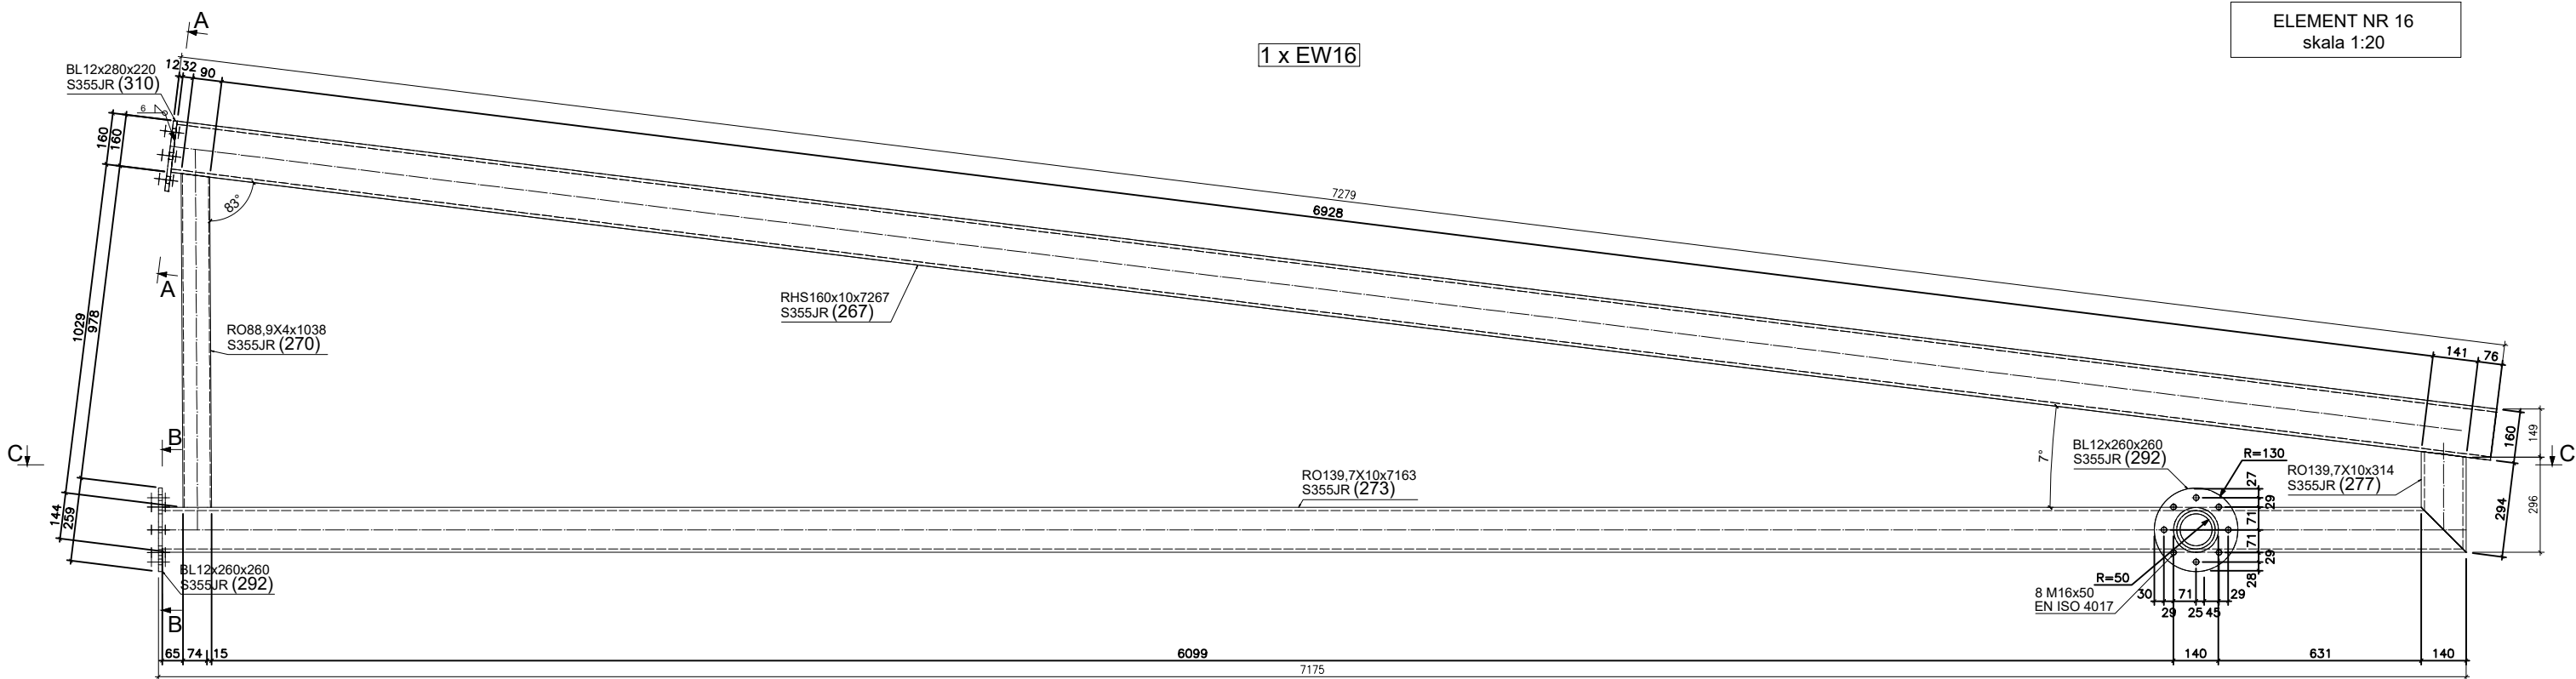 ELEMENT NR 16
skala 1:20
1 x EW16
A
BL12x280x220
S355JR (310)
6
12
32
90
160
160
7279
6928
83°
A
RHS160x10x7267
S355JR (267)
RO88,9X4x1038
S355JR (270)
1029
978
141
76
160
149
C
B
C
7°
BL12x260x260
S355JR (292)
R=130
RO139,7X10x7163
S355JR (273)
RO139,7X10x314
S355JR (277)
27
29
71
71
29
28
294
296
144
259
BL12x260x260
S355JR (292)
B
R=50
8 M16x50
EN ISO 4017
30
29
71
25
45
29
65
74
15
6099
140
631
140
7175